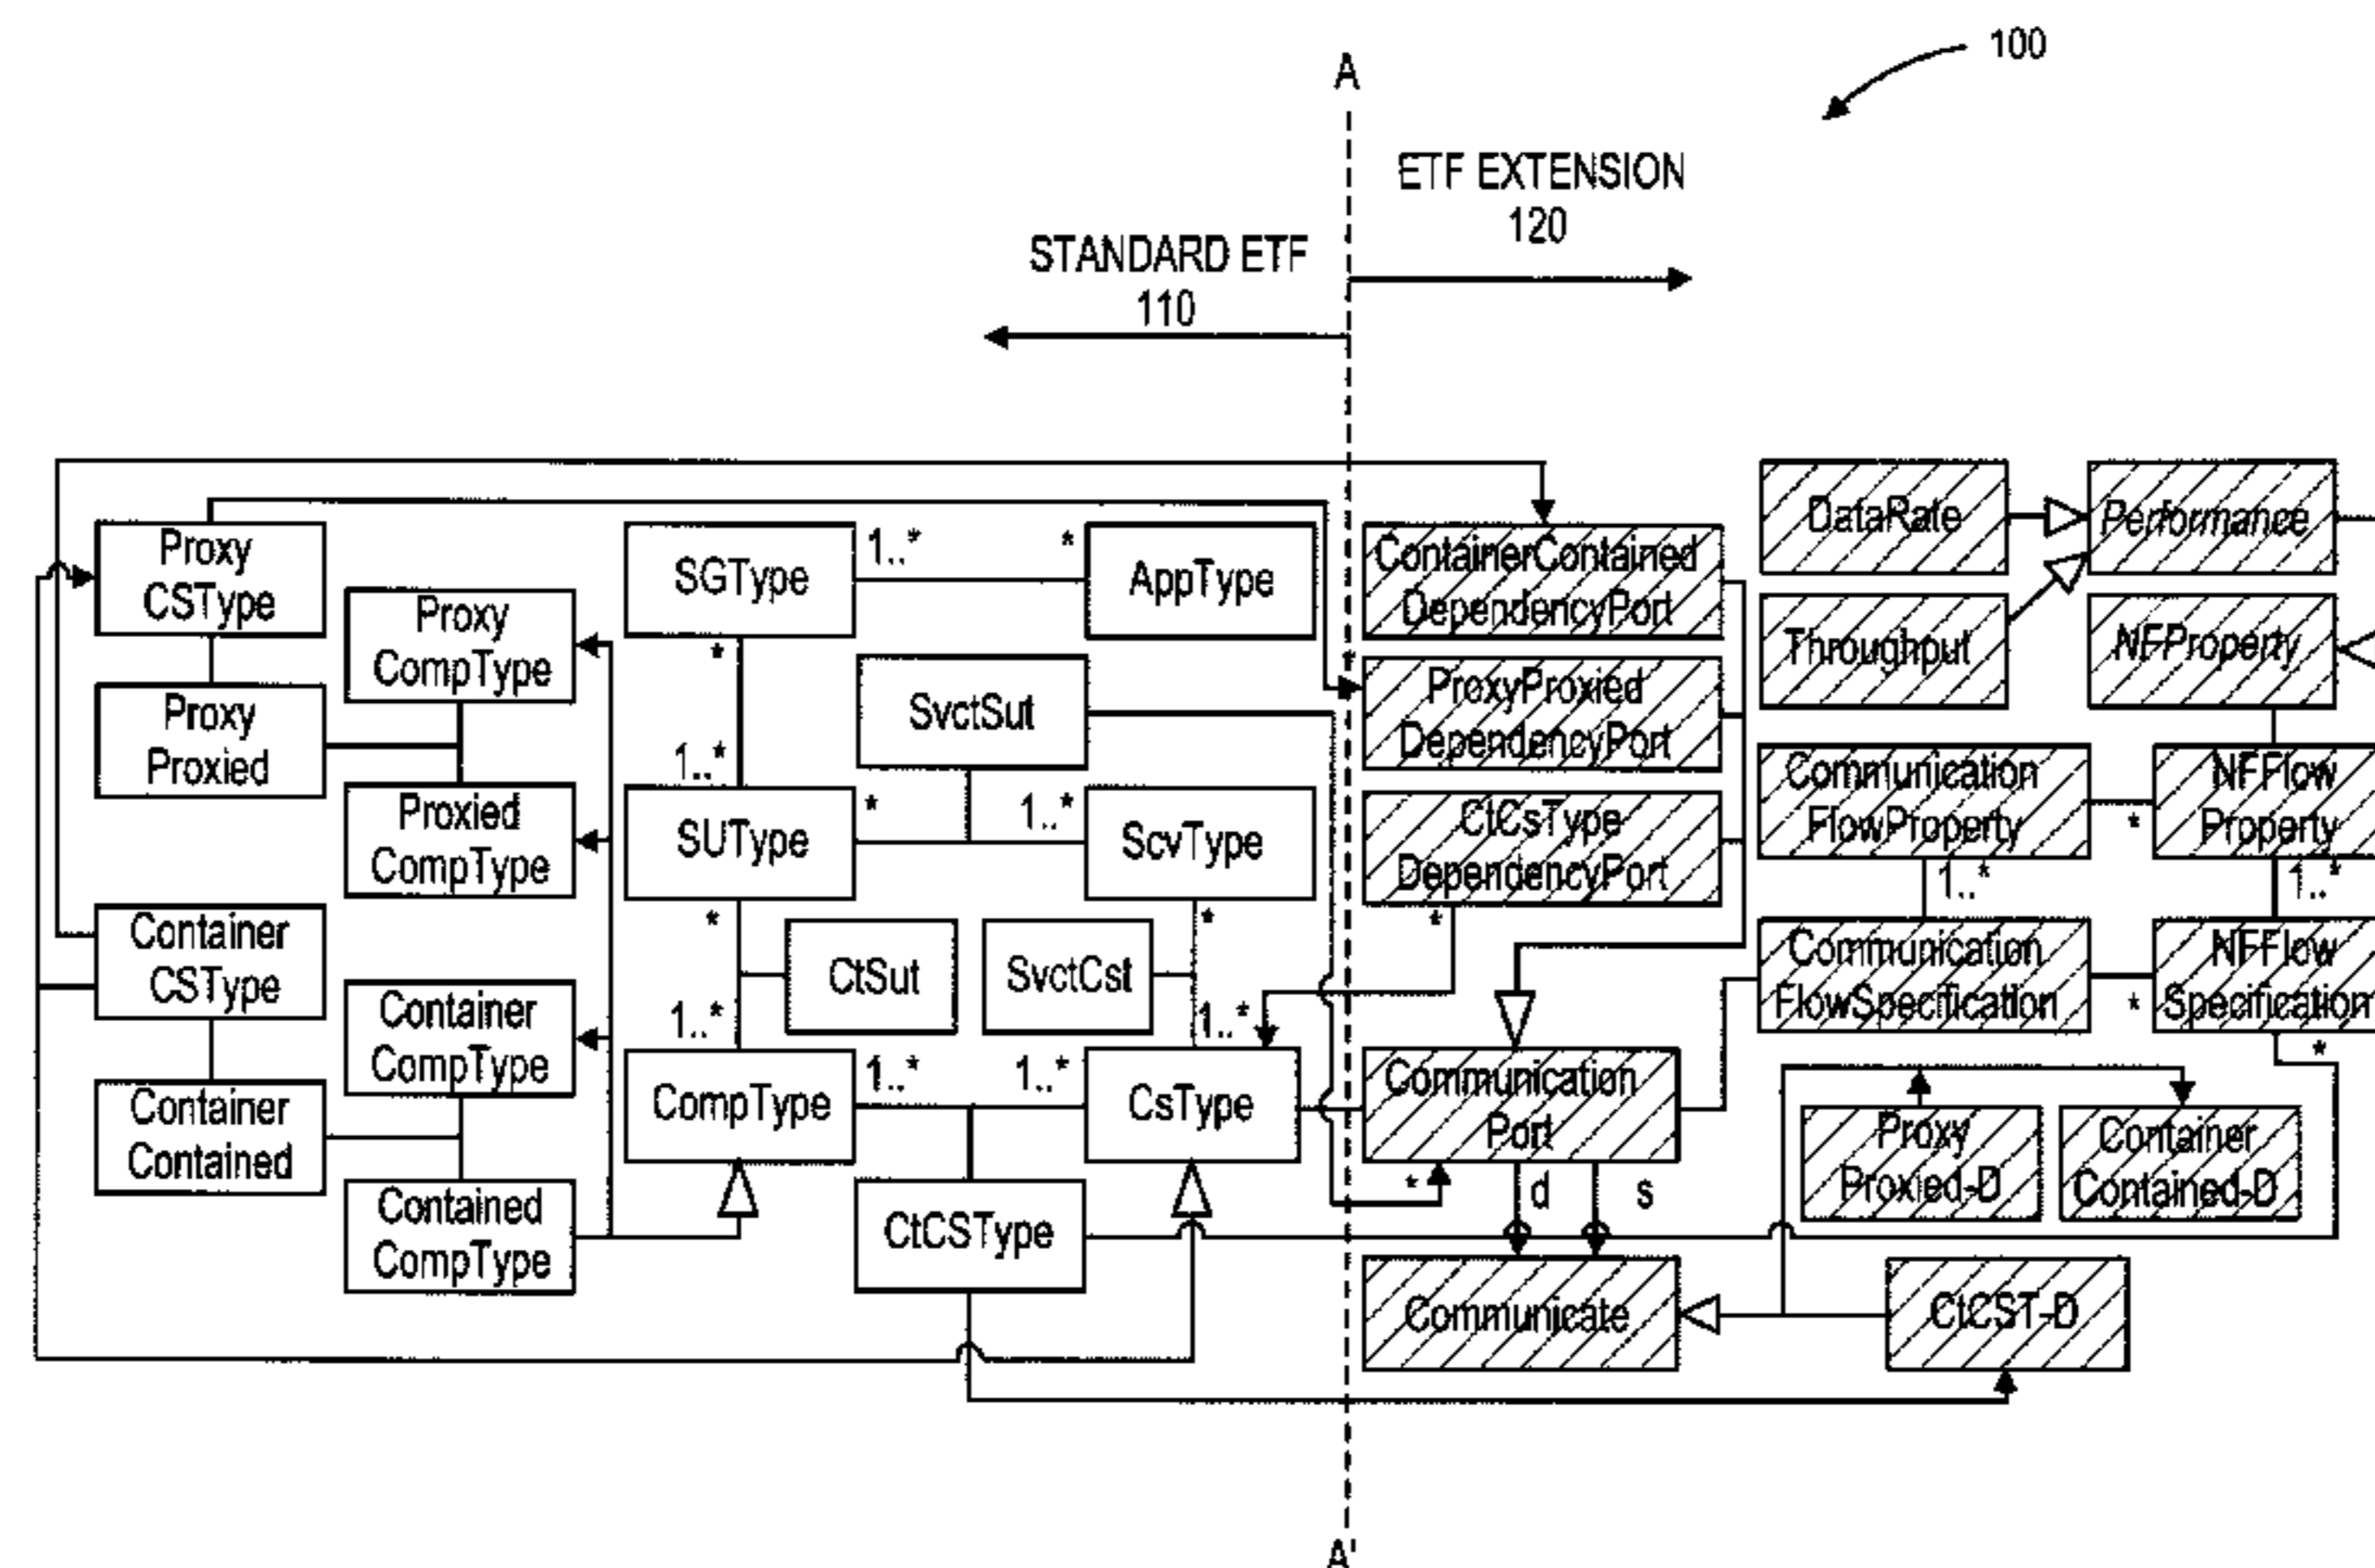 100
A
ETF EXTENSION
120
STANDARD ETF
110
Proxy
CSType
Proxy
CompType
Proxy
Proxied
Proxied
CompType
Container
CSType
Container
CompType
Container
Contained
Contained
CompType
SGType
1..*
*
AppType
*
SvctSut
1..*
SUType
*
1..*
ScvType
*
*
CtSut
SvctCst
1..*
1..*
CompType
1..*
1..*
CsType
CtCSType
ContainerContained
DependencyPort
ProxyProxied
DependencyPort
CtCsType
DependencyPort
*
Communication
Port
*
d
s
Communicate
DataRate
Performance
Throughput
NFProperty
Communication
FlowProperty
*
NFFlow
Property
1..*
1..*
Communication
FlowSpecification
*
NFFlow
Specification
*
Proxy
Proxied-D
Container
Contained-D
CtCST-D
A'